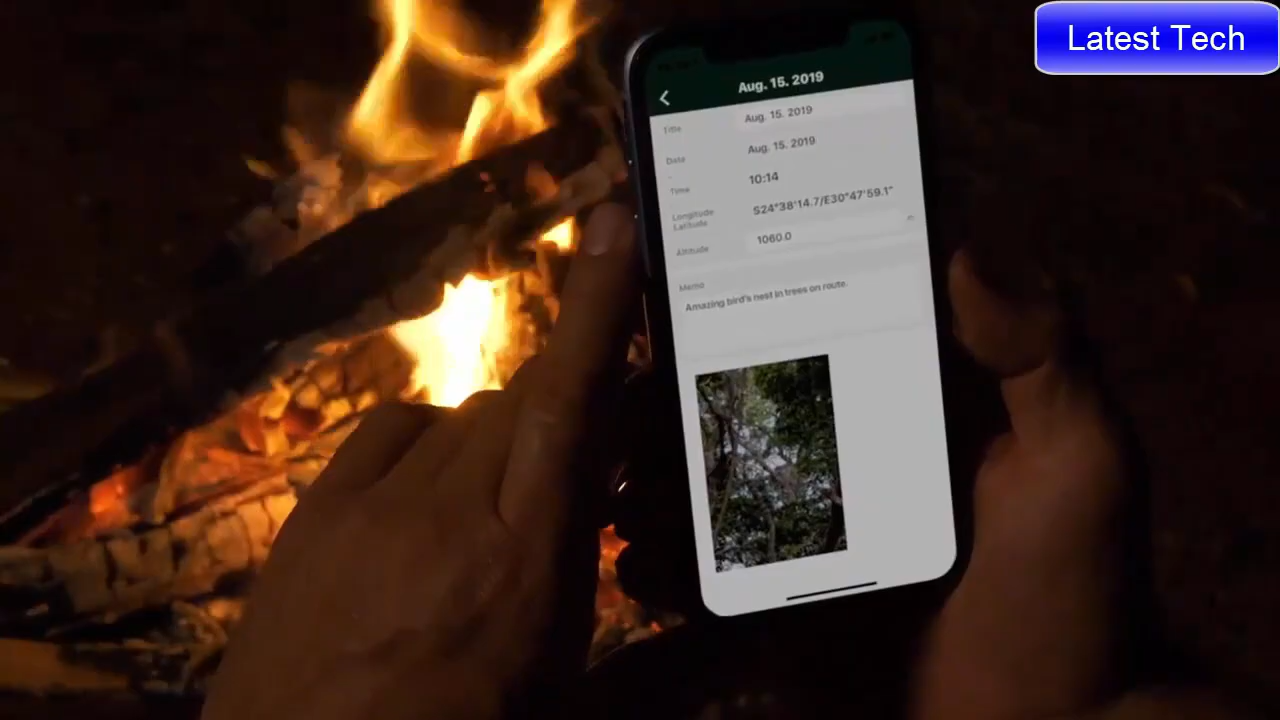 Latest Tech
Aug. 15. 2019
Title Aug. 15. 2019
Date Aug. 15. 2019
Time 10:14
Longitude
Latitude S24°38'14.7/E30°47'59.1"
Altitude 1060.0
Memo
Amazing bird's nest in trees on route.